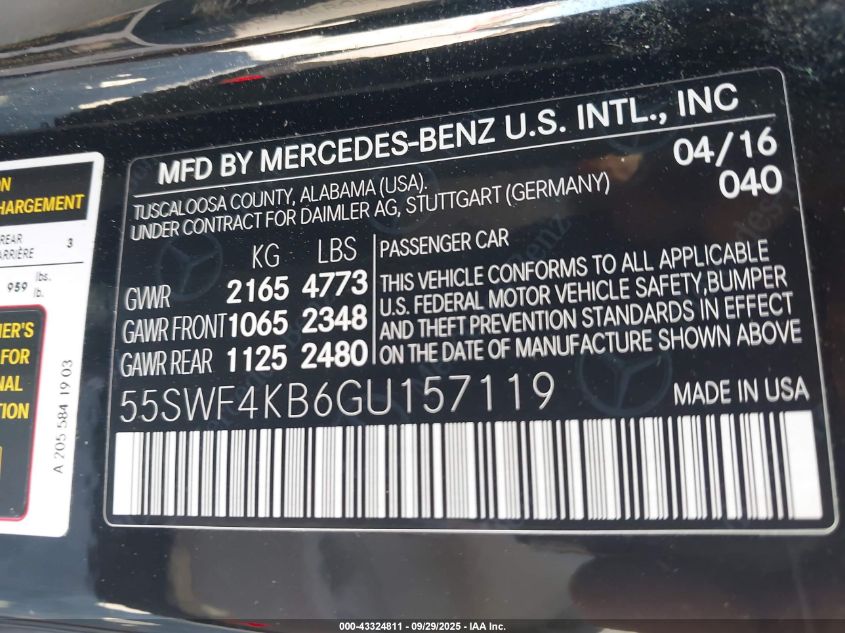 ON
HARGEMENT
REAR
ARRIÈRE 3
959 lbs.
lb.
ER'S
FOR
NAL
TION
A 205 584 19 03
MFD BY MERCEDES-BENZ U.S. INTL., INC
TUSCALOOSA COUNTY, ALABAMA (USA). 04/16
UNDER CONTRACT FOR DAIMLER AG, STUTTGART (GERMANY) 040
KG LBS
GVWR 2165 4773
GAWR FRONT 1065 2348
GAWR REAR 1125 2480
PASSENGER CAR
THIS VEHICLE CONFORMS TO ALL APPLICABLE
U.S. FEDERAL MOTOR VEHICLE SAFETY, BUMPER
AND THEFT PREVENTION STANDARDS IN EFFECT
ON THE DATE OF MANUFACTURE SHOWN ABOVE
55SWF4KB6GU157119 MADE IN USA
000-43324811 - 09/29/2025 - IAA Inc.